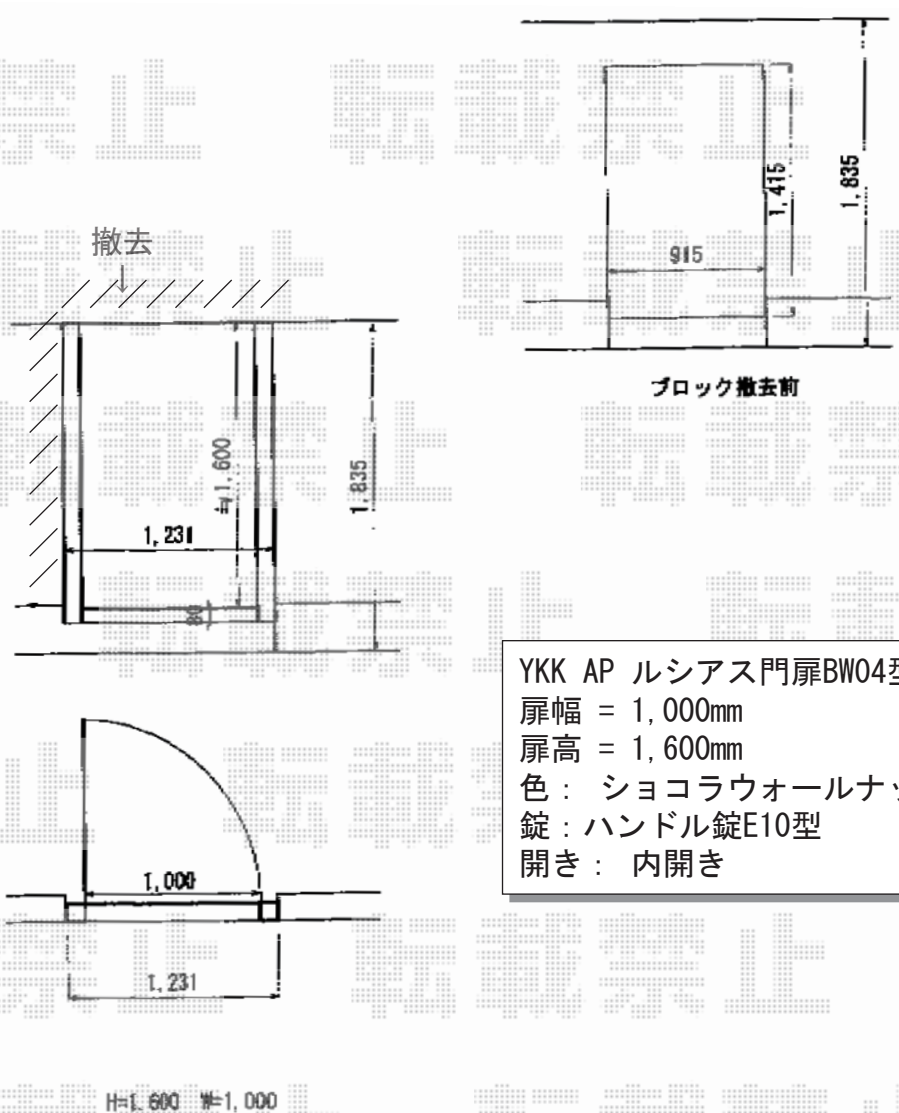 1,415
1,835
915
ブロック撤去前
撤去
1,600
1,835
1,231
80
YKK AP ルシアス門扉BW04型
扉幅 = 1,000mm
扉高 = 1,600mm
色： ショコラウォールナッ
錠：ハンドル錠E10型
開き： 内開き
1,000
1,231
H=1,600 W=1,000
転載禁止